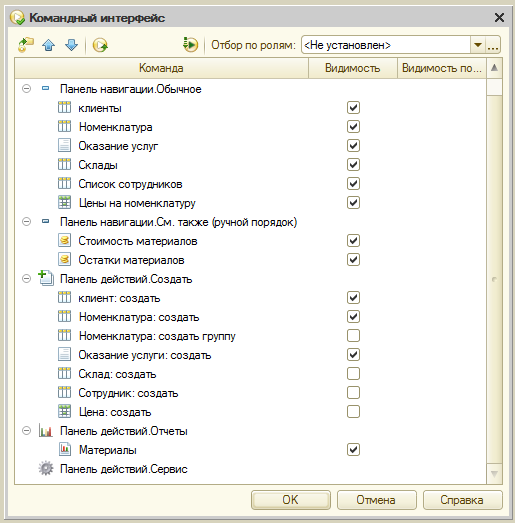 Командный интерфейс
Отбор по ролям: <Не установлен>
Команда Видимость Видимость по...
Панель навигации.Обычное
клиенты
Номенклатура
Оказание услуг
Склады
Список сотрудников
Цены на номенклатуру
Панель навигации.См. также (ручной порядок)
Стоимость материалов
Остатки материалов
Панель действий.Создать
клиент: создать
Номенклатура: создать
Номенклатура: создать группу
Оказание услуги: создать
Склад: создать
Сотрудник: создать
Цена: создать
Панель действий.Отчеты
Материалы
Панель действий.Сервис
ОК Отмена Справка